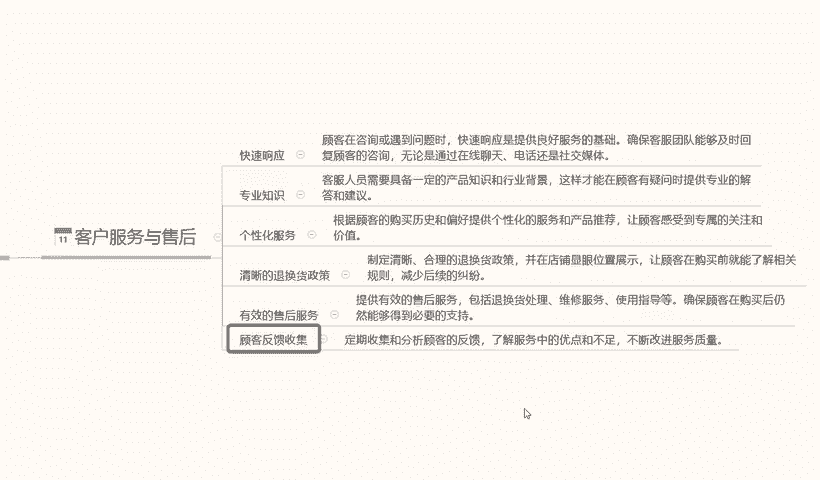 顾客在咨询或遇到问题时，快速响应是提供良好服务的基础。确保客服团队能够及时回
快速响应
复顾客的咨询，无论是通过在线聊天、电话还是社交媒体。
客服人员需要具备一定的产品知识和行业背景，这样才能在顾客有疑问时提供专业的解
专业知识
答和建议。
根据顾客的购买历史和偏好提供个性化的服务和产品推荐，让顾客感受到专属的关注和
个性化服务
价值。
11 客户服务与售后
制定清晰、合理的退换货政策，并在店铺显眼位置展示，让顾客在购买前就能了解相关
清晰的退换货政策
规则，减少后续的纠纷。
提供有效的售后服务，包括退换货处理、维修服务、使用指导等。确保顾客在购买后仍
有效的售后服务
然能够得到必要的支持。
顾客反馈收集
定期收集和分析顾客的反馈，了解服务中的优点和不足，不断改进服务质量。